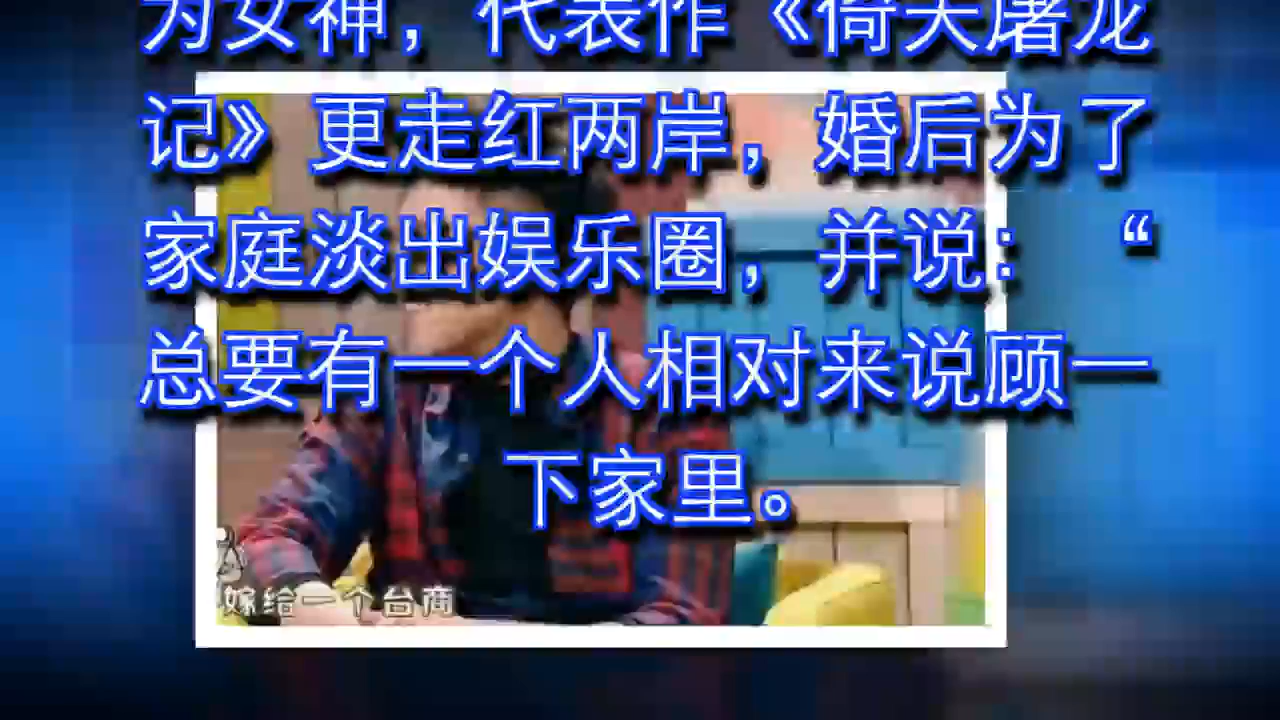 为女神，代表作《倚天屠龙
记》更走红两岸，婚后为了
家庭淡出娱乐圈，并说：“
总要有一个人相对来说顾一
下家里。
嫁给一个台商